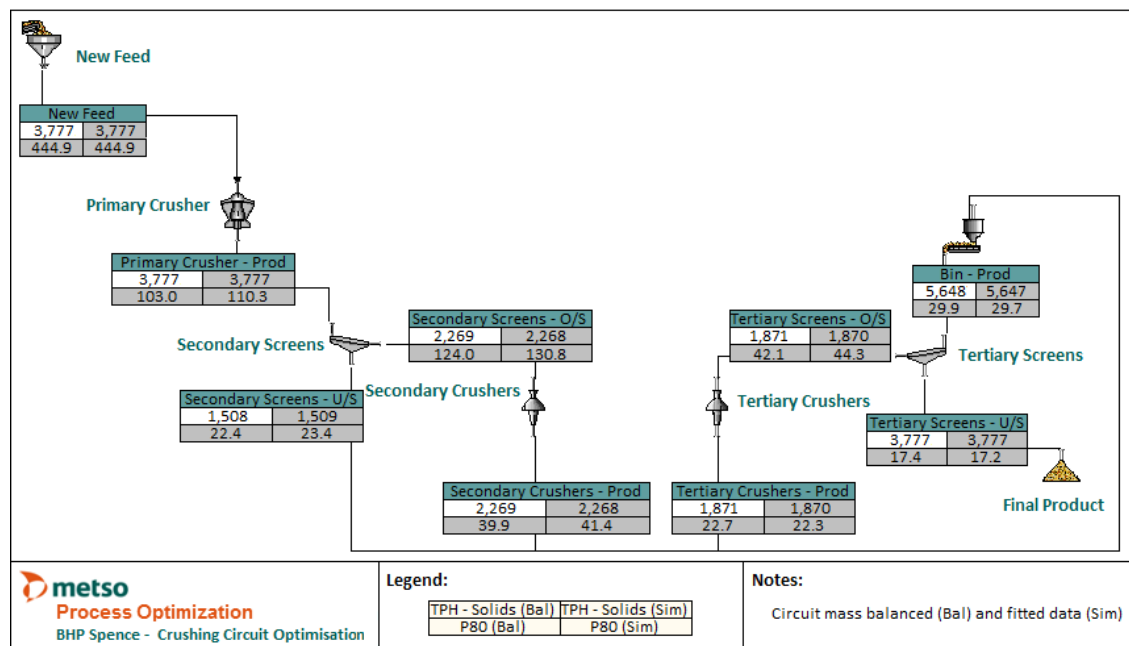 New Feed
New Feed
3,777 3,777
444.9 444.9
Primary Crusher
Primary Crusher - Prod
3,777 3,777
103.0 110.3
Secondary Screens
Secondary Screens - O/S
2,269 2,268
124.0 130.8
Secondary Screens - U/S
1,508 1,509
22.4 23.4
Secondary Crushers
Secondary Crushers - Prod
2,269 2,268
39.9 41.4
Bin - Prod
5,648 5,647
29.9 29.7
Tertiary Screens - O/S
1,871 1,870
42.1 44.3
Tertiary Screens
Tertiary Crushers
Tertiary Screens - U/S
3,777 3,777
17.4 17.2
Tertiary Crushers - Prod
1,871 1,870
22.7 22.3
Final Product
metso
Process Optimization
BHP Spence - Crushing Circuit Optimisation
Legend:
TPH - Solids (Bal) TPH - Solids (Sim)
P80 (Bal) P80 (Sim)
Notes:
Circuit mass balanced (Bal) and fitted data (Sim)